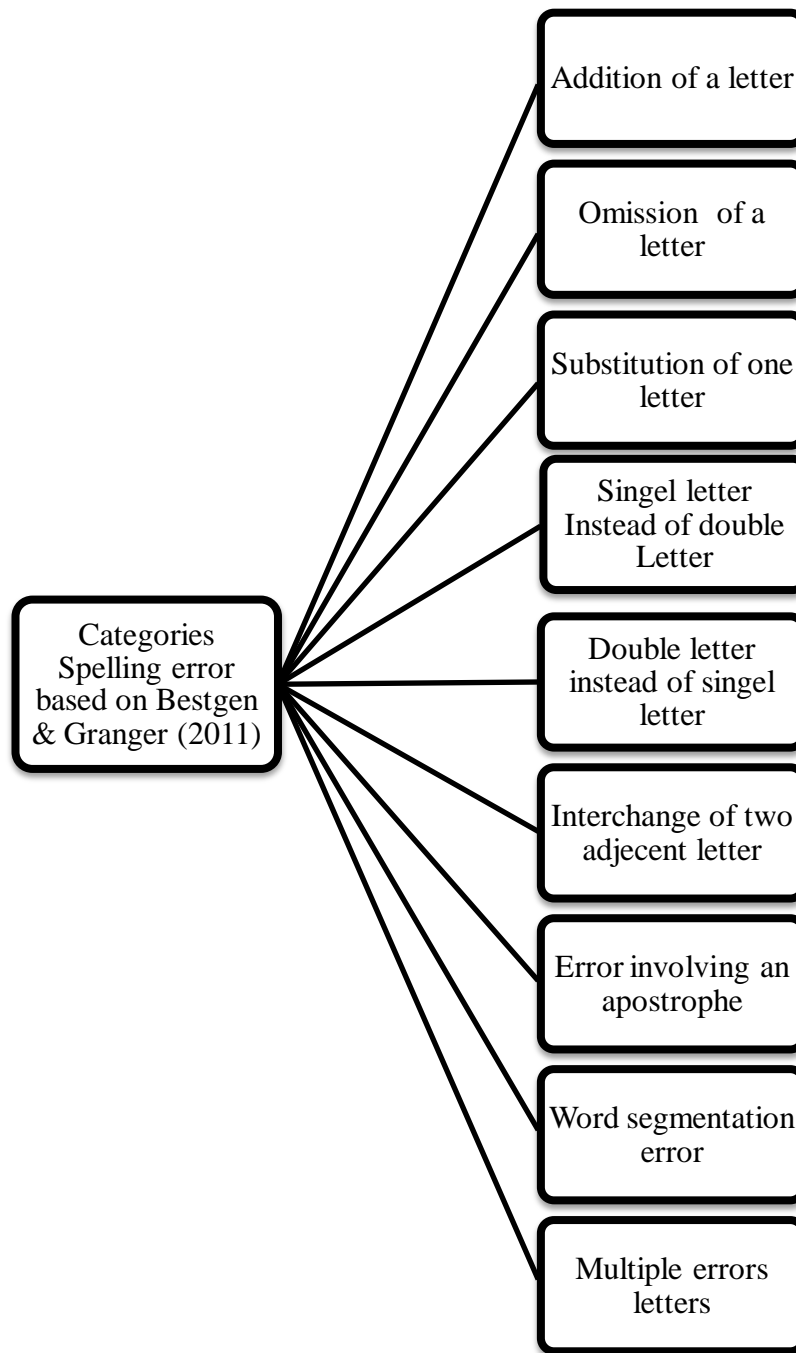 Addition of a letter
Omission of a
letter
Substitution of one
letter
Singel letter
Instead of double
Letter
Categories
Spelling error
based on Bestgen
& Granger (2011)
Double letter
instead of singel
letter
Interchange of two
adjecent letter
Error involving an
apostrophe
Word segmentation
error
Multiple errors
letters